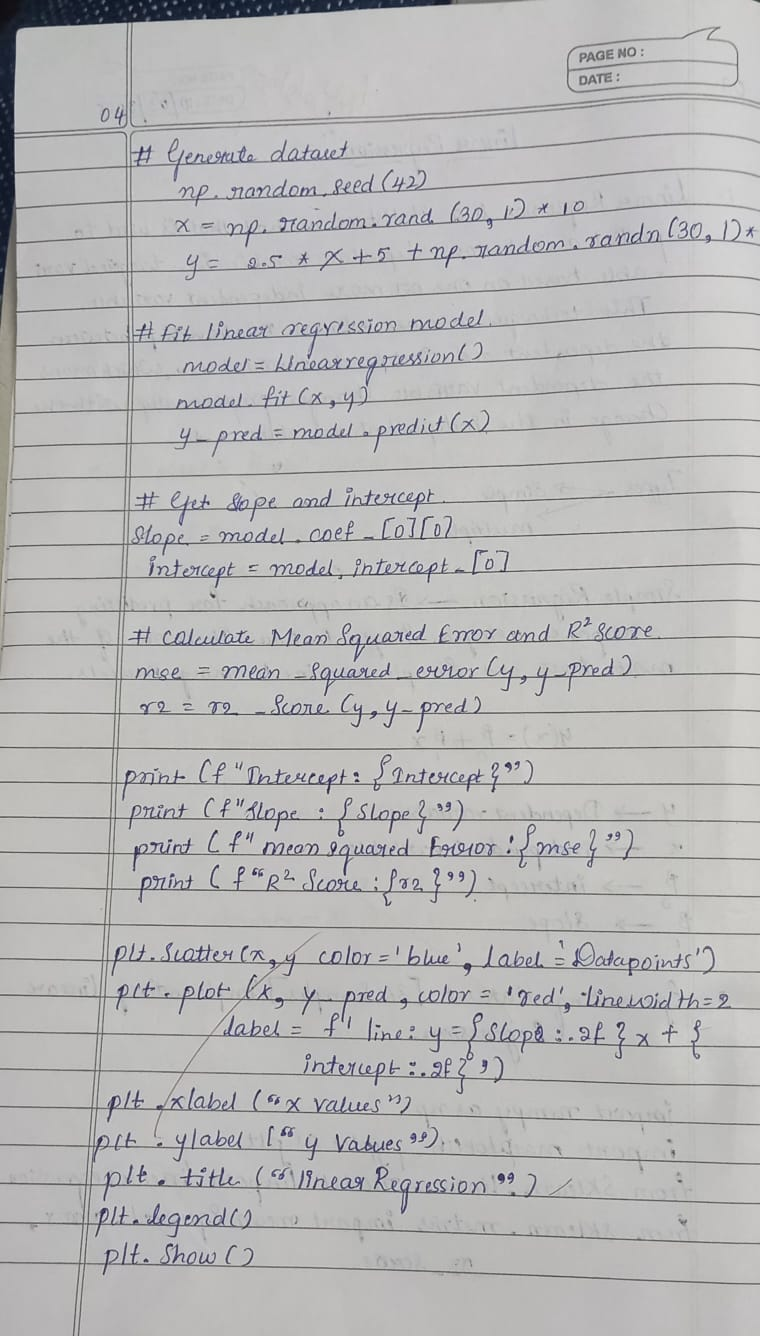 PAGE NO :
DATE :
04
# Generate dataset
np. random. seed (42)
x = np. random. rand (30, 1) * 10
y = 2.5 * x + 5 + np. random. randn (30, 1) *
# fit linear regression model.
model = Linearregression()
model. fit (x, y)
y_pred = model . predict (x)
# Get slope and intercept.
Slope = model . coef_[0][0]
intercept = model. intercept_[0]
# Calculate Mean Squared Error and R² Score.
mse = mean_squared_error (y, y_pred)
r2 = r2_Score (y, y_pred)
print (f "Intercept : {Intercept}")
print (f "Slope : {Slope}")
print (f" mean squared Error : {mse}")
print (f "R² Score : {r2}")
plt. Scatter (x, y color = 'blue', label = 'Datapoints')
plt . plot (x, y_pred, color = 'red', linewidth = 2
label = f' line: y = {Slope :.2f} x + {
intercept :.2f}')
plt . xlabel ("x values")
plt . ylabel ["y values").
plt . title ("linear Regression")
plt. legend()
plt. Show ()